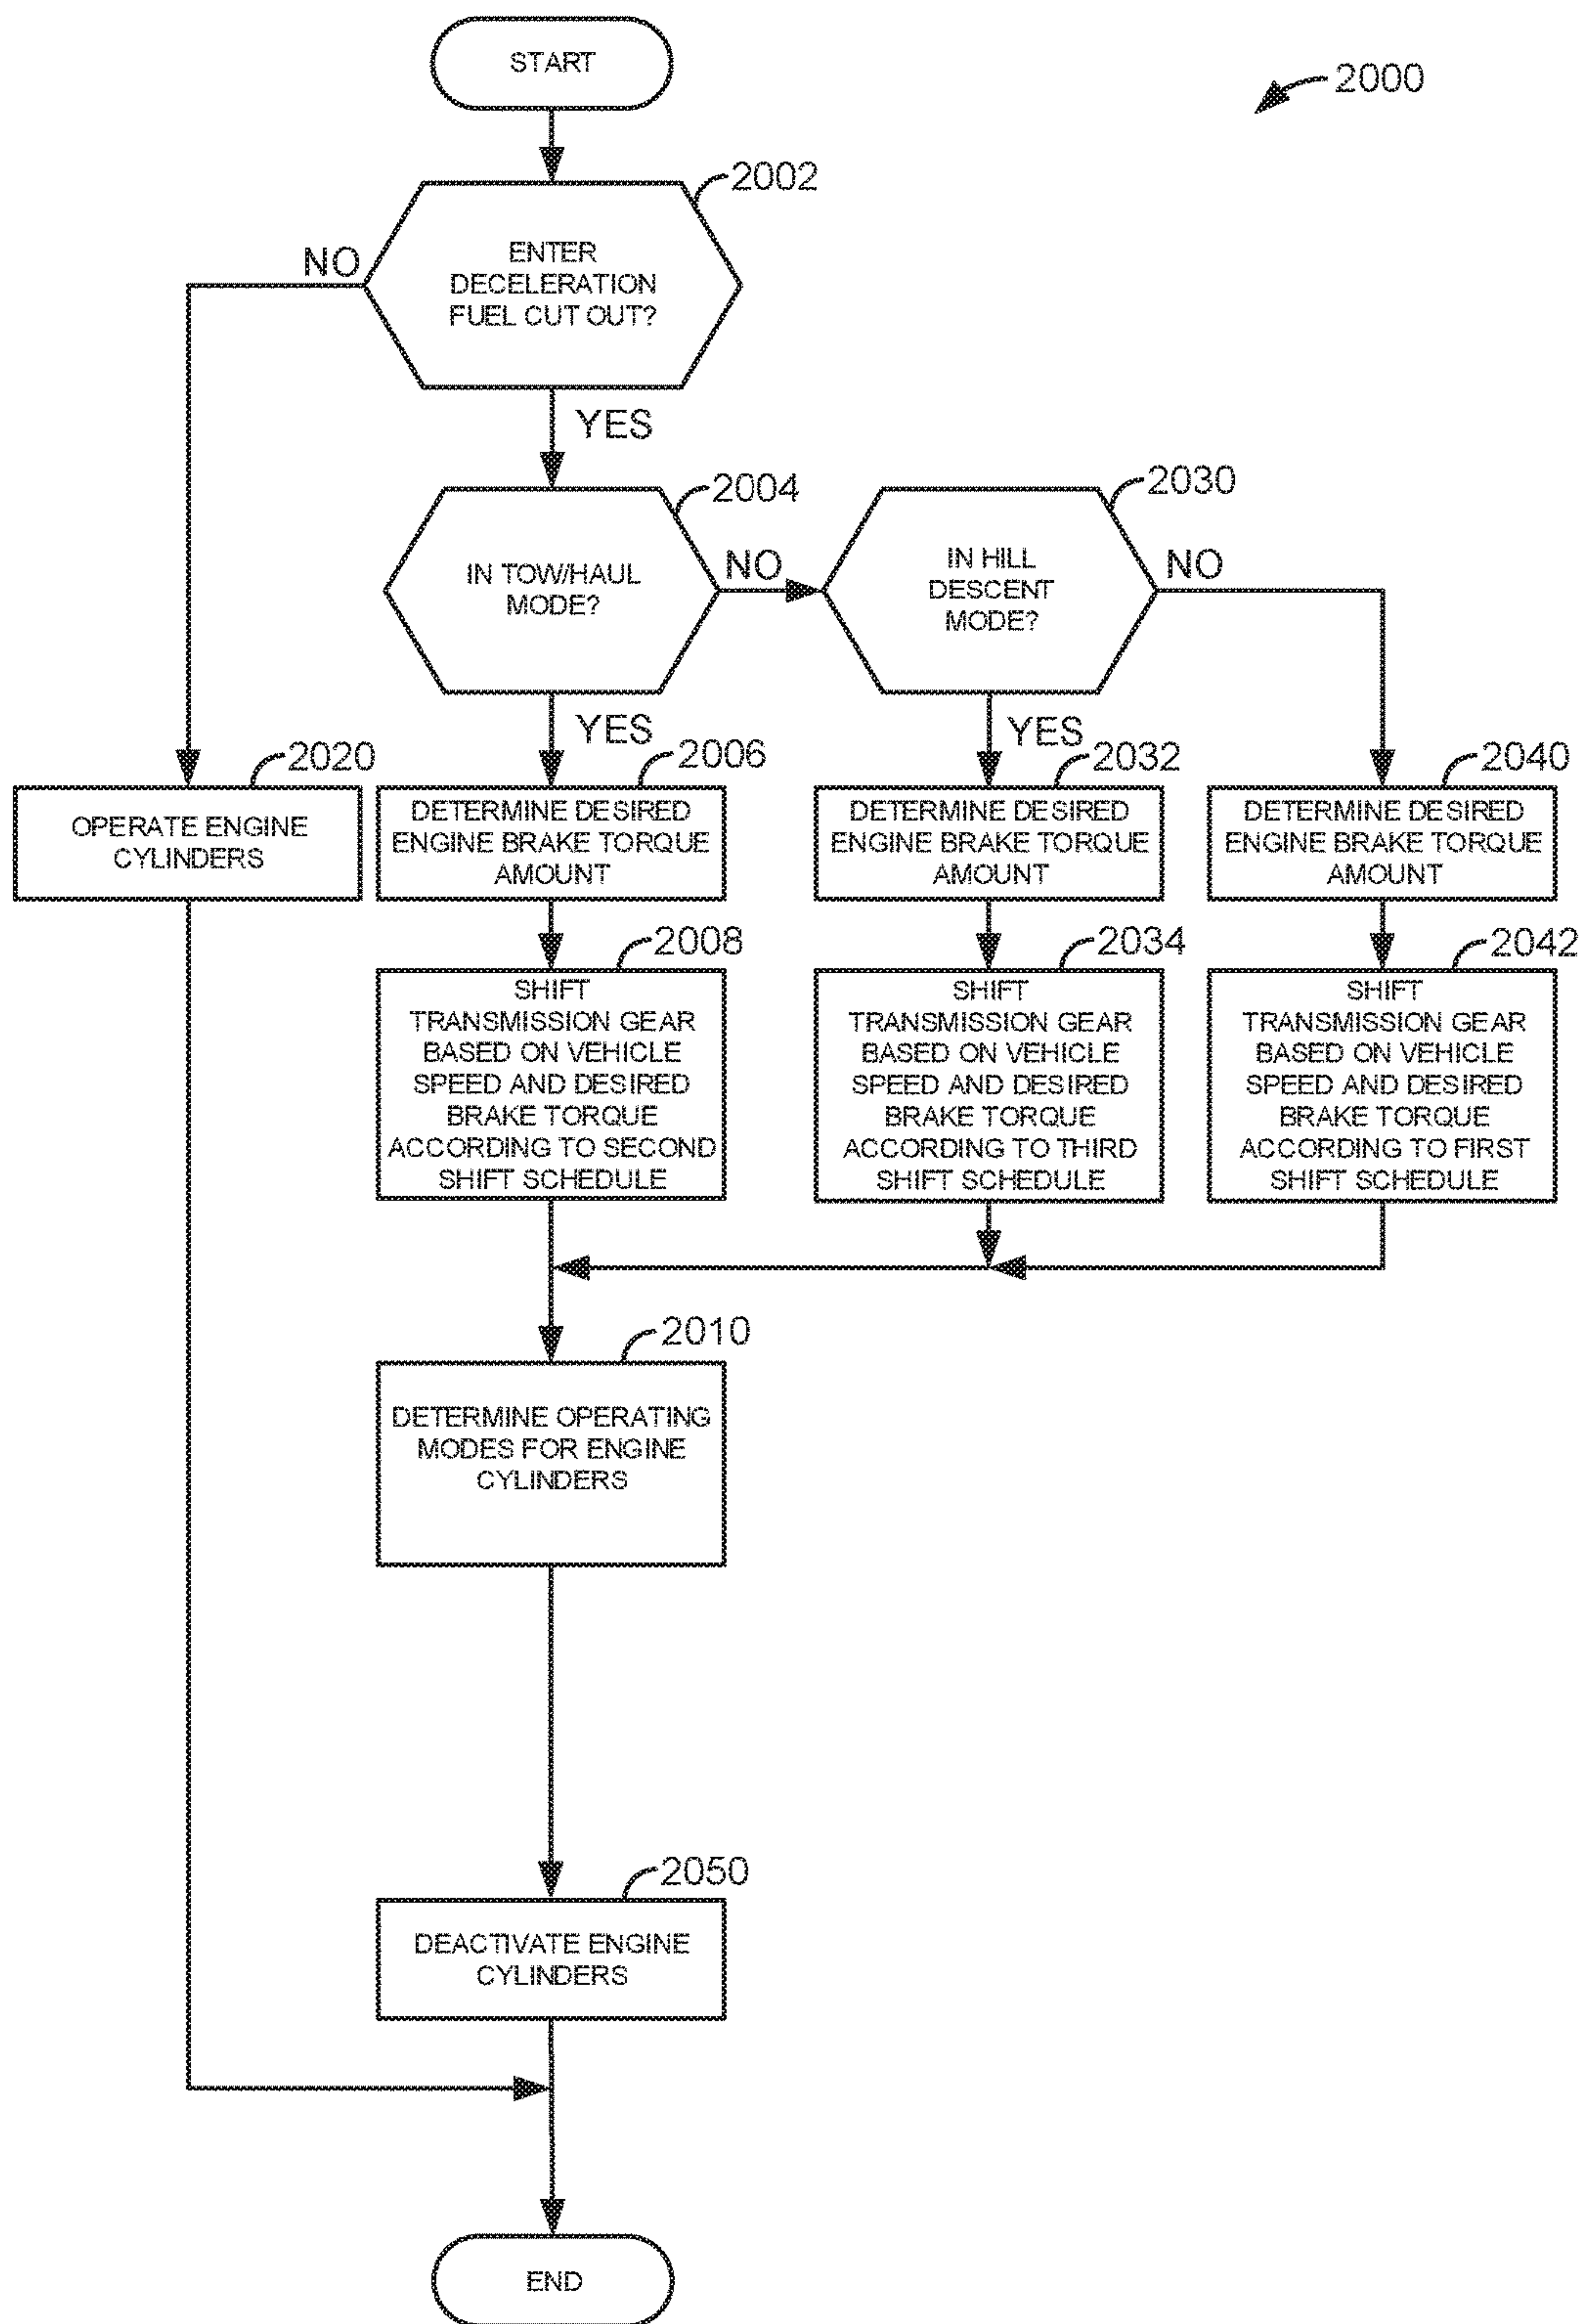 START
2000
2002
ENTER
DECELERATION
FUEL CUT OUT?
NO
YES
2004
IN TOW/HAUL
MODE?
NO
2030
IN HILL
DESCENT
MODE?
NO
YES
YES
2020
OPERATE ENGINE
CYLINDERS
2006
DETERMINE DESIRED
ENGINE BRAKE TORQUE
AMOUNT
2032
DETERMINE DESIRED
ENGINE BRAKE TORQUE
AMOUNT
2040
DETERMINE DESIRED
ENGINE BRAKE TORQUE
AMOUNT
2008
SHIFT
TRANSMISSION GEAR
BASED ON VEHICLE
SPEED AND DESIRED
BRAKE TORQUE
ACCORDING TO SECOND
SHIFT SCHEDULE
2034
SHIFT
TRANSMISSION GEAR
BASED ON VEHICLE
SPEED AND DESIRED
BRAKE TORQUE
ACCORDING TO THIRD
SHIFT SCHEDULE
2042
SHIFT
TRANSMISSION GEAR
BASED ON VEHICLE
SPEED AND DESIRED
BRAKE TORQUE
ACCORDING TO FIRST
SHIFT SCHEDULE
2010
DETERMINE OPERATING
MODES FOR ENGINE
CYLINDERS
2050
DEACTIVATE ENGINE
CYLINDERS
END